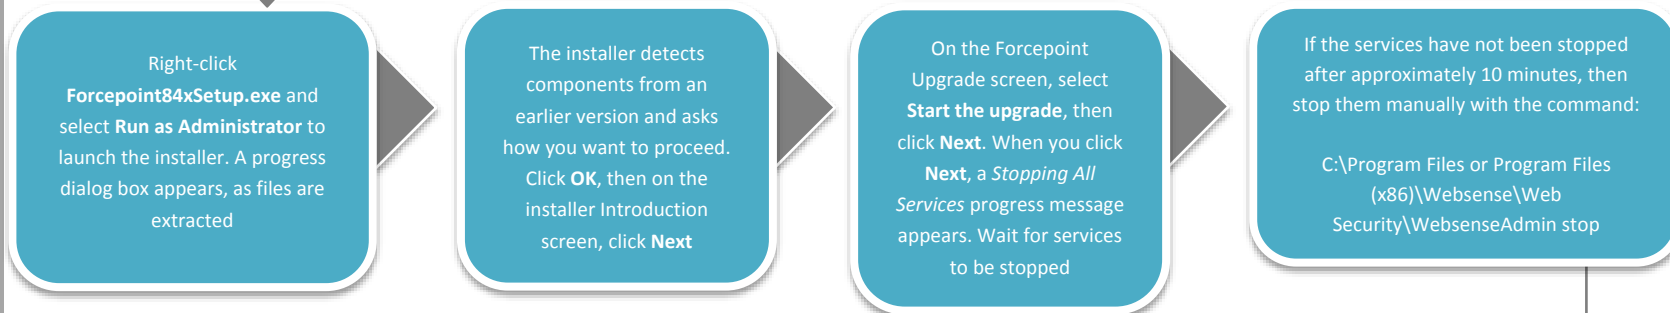 Right-click
Forcepoint84xSetup.exe and
select Run as Administrator to
launch the installer. A progress
dialog box appears, as files are
extracted
The installer detects
components from an
earlier version and asks
how you want to proceed.
Click OK, then on the
installer Introduction
screen, click Next
On the Forcepoint
Upgrade screen, select
Start the upgrade, then
click Next. When you click
Next, a Stopping All
Services progress message
appears. Wait for services
to be stopped
If the services have not been stopped
after approximately 10 minutes, then
stop them manually with the command:
C:\Program Files or Program Files
(x86)\Websense\Web
Security\WebsenseAdmin stop